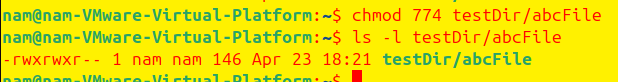 nam@nam-VMware-Virtual-Platform:~$ chmod 774 testDir/abcFile
nam@nam-VMware-Virtual-Platform:~$ ls -l testDir/abcFile
-rwxrwxr-- 1 nam nam 146 Apr 23 18:21 testDir/abcFile
nam@nam-VMware-Virtual-Platform:~$